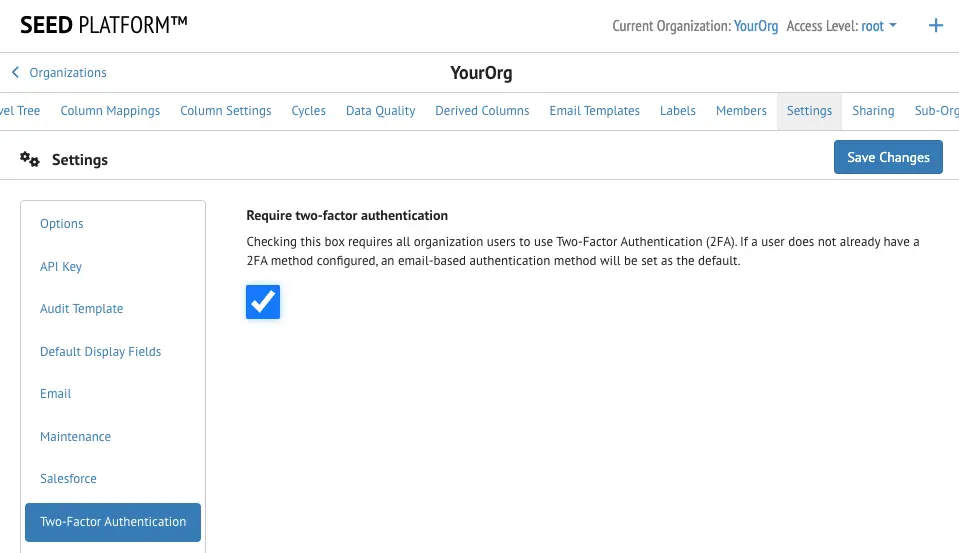 SEED PLATFORM™
Current Organization: YourOrg Access Level: root
Organizations
YourOrg
vel Tree Column Mappings Column Settings Cycles Data Quality Derived Columns Email Templates Labels Members Settings Sharing Sub-Org
Settings
Save Changes
Options
API Key
Audit Template
Default Display Fields
Email
Maintenance
Salesforce
Two-Factor Authentication
Require two-factor authentication
Checking this box requires all organization users to use Two-Factor Authentication (2FA). If a user does not already have a
2FA method configured, an email-based authentication method will be set as the default.